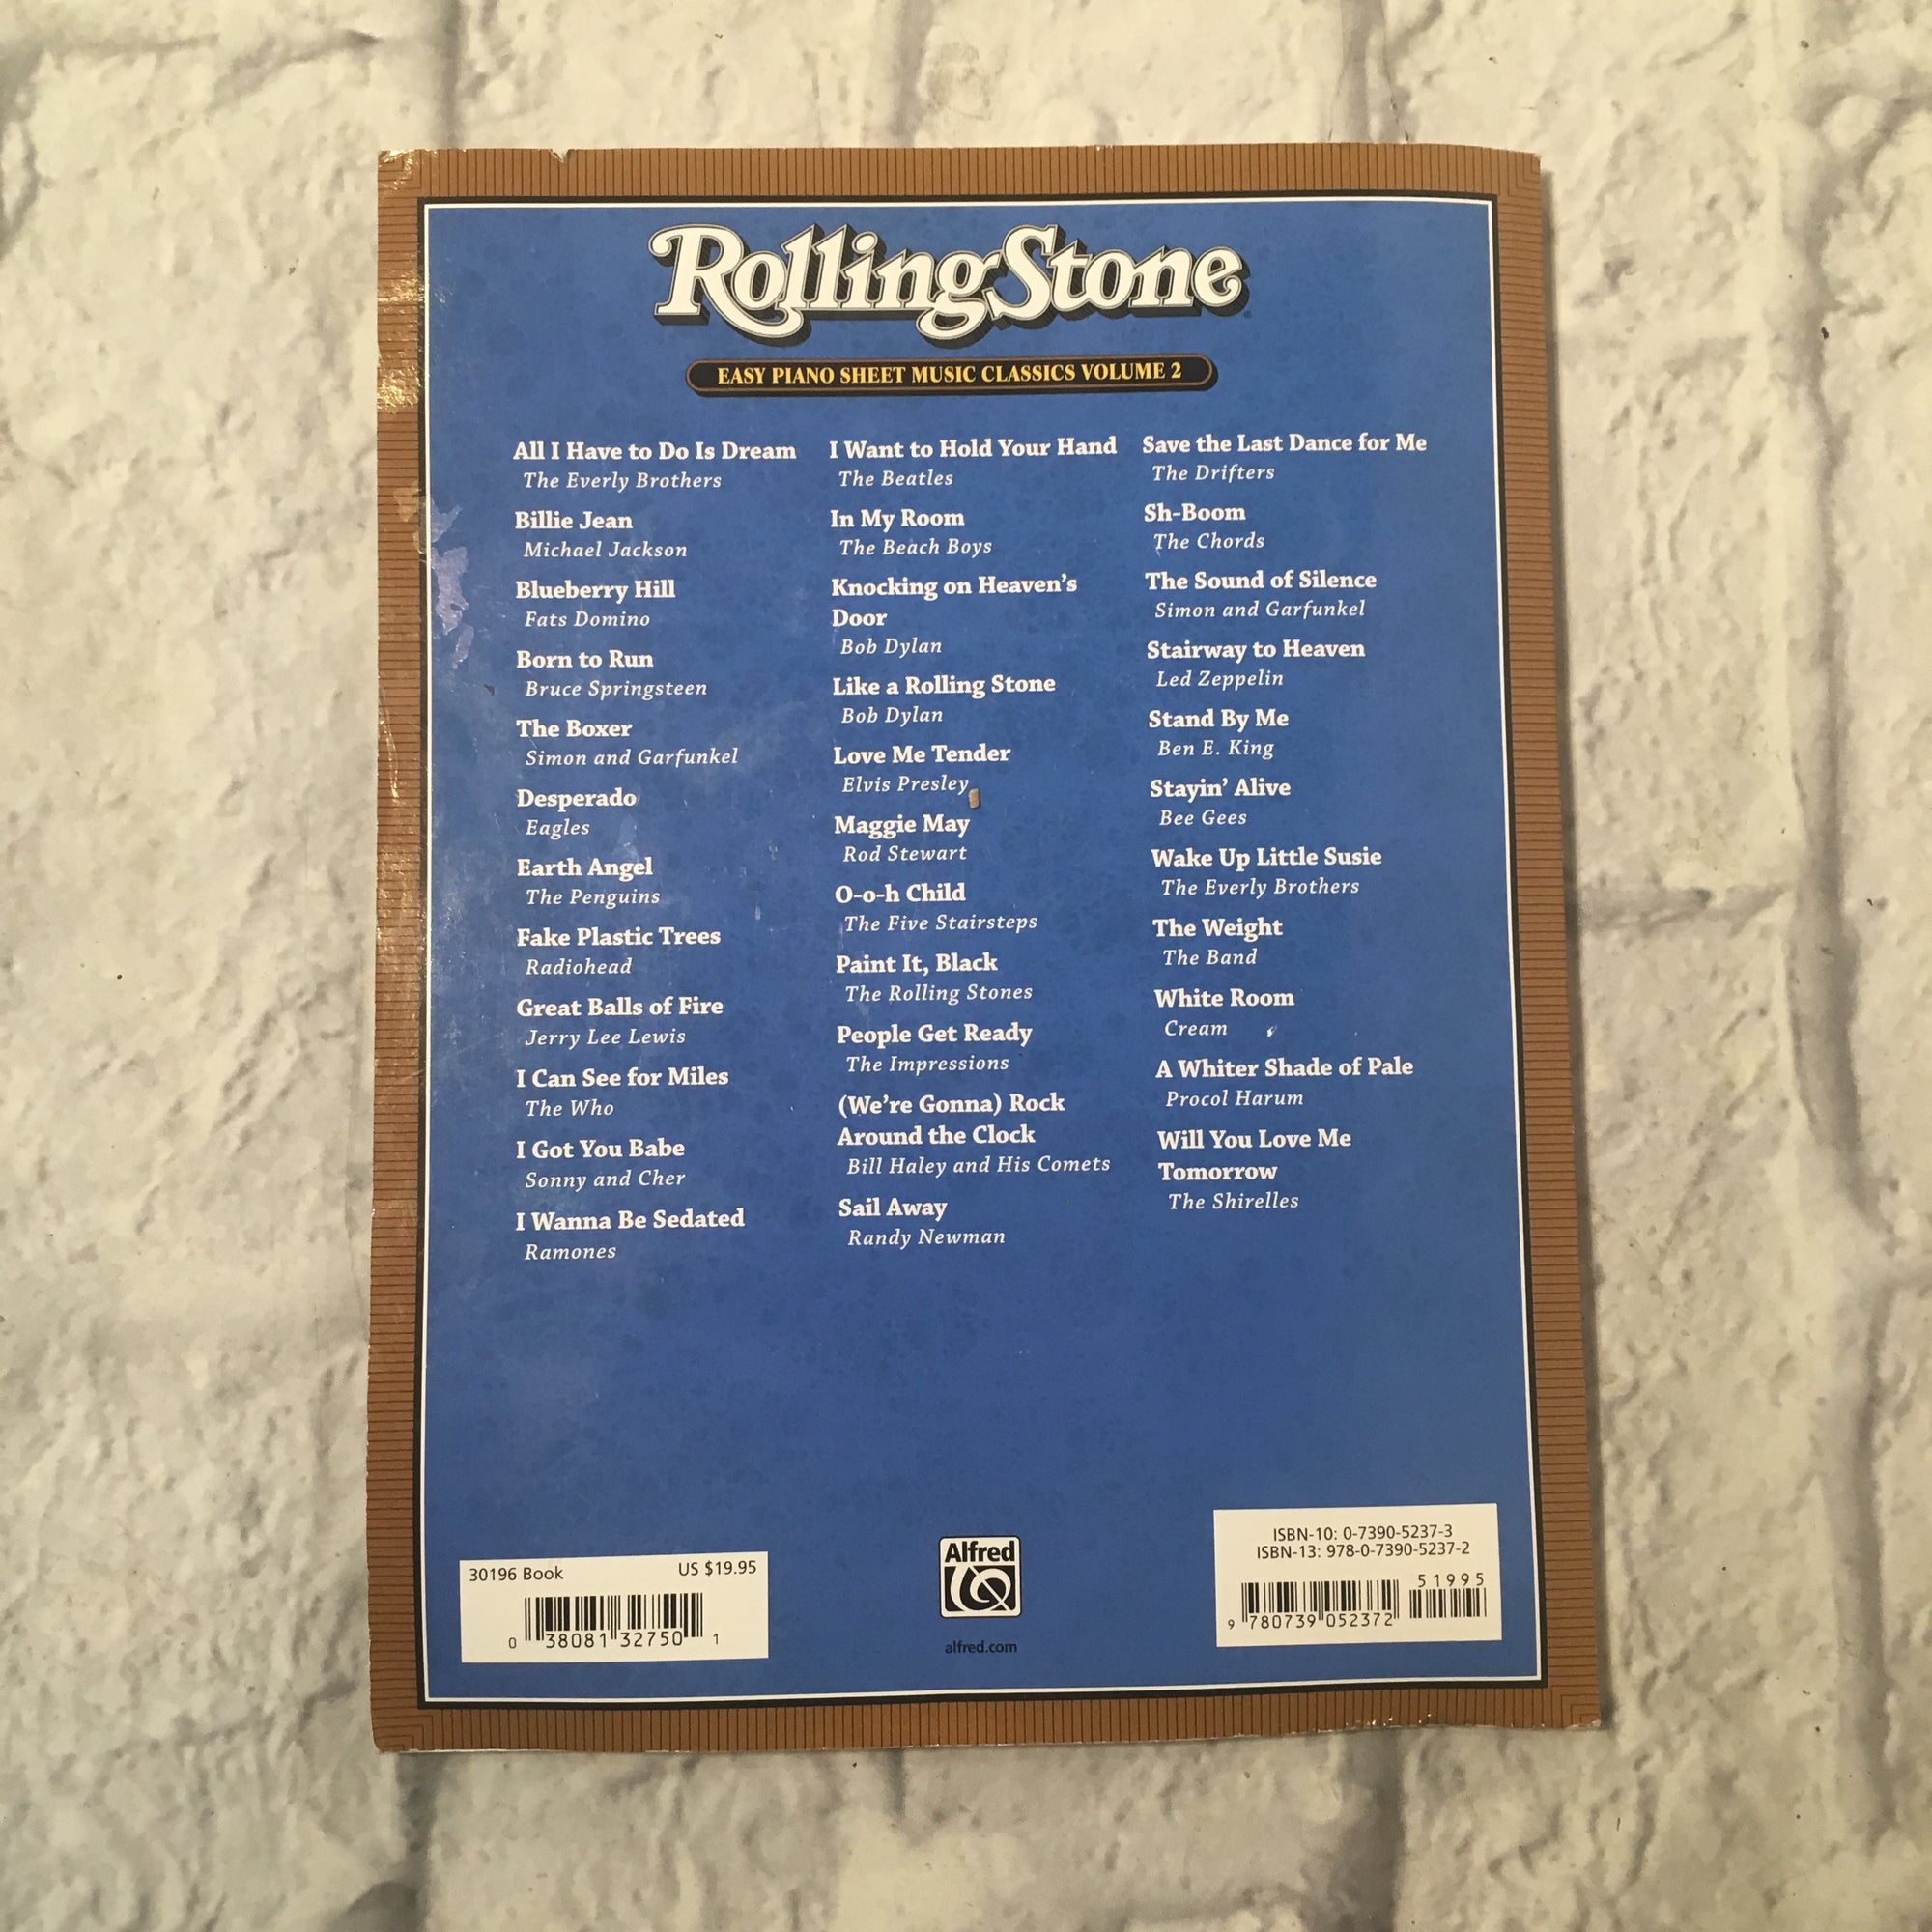 RollingStone
EASY PIANO SHEET MUSIC CLASSICS VOLUME 2
All I Have to Do Is Dream
The Everly Brothers
Billie Jean
Michael Jackson
Blueberry Hill
Fats Domino
Born to Run
Bruce Springsteen
The Boxer
Simon and Garfunkel
Desperado
Eagles
Earth Angel
The Penguins
Fake Plastic Trees
Radiohead
Great Balls of Fire
Jerry Lee Lewis
I Can See for Miles
The Who
I Got You Babe
Sonny and Cher
I Wanna Be Sedated
Ramones
I Want to Hold Your Hand
The Beatles
In My Room
The Beach Boys
Knocking on Heaven's
Door
Bob Dylan
Like a Rolling Stone
Bob Dylan
Love Me Tender
Elvis Presley
Maggie May
Rod Stewart
O-o-h Child
The Five Stairsteps
Paint It, Black
The Rolling Stones
People Get Ready
The Impressions
(We're Gonna) Rock
Around the Clock
Bill Haley and His Comets
Sail Away
Randy Newman
Save the Last Dance for Me
The Drifters
Sh-Boom
The Chords
The Sound of Silence
Simon and Garfunkel
Stairway to Heaven
Led Zeppelin
Stand By Me
Ben E. King
Stayin' Alive
Bee Gees
Wake Up Little Susie
The Everly Brothers
The Weight
The Band
White Room
Cream
A Whiter Shade of Pale
Procol Harum
Will You Love Me
Tomorrow
The Shirelles
30196 Book US $19.95
0 38081 32750 1
Alfred
alfred.com
ISBN-10: 0-7390-5237-3
ISBN-13: 978-0-7390-5237-2
51995
9 780739 052372